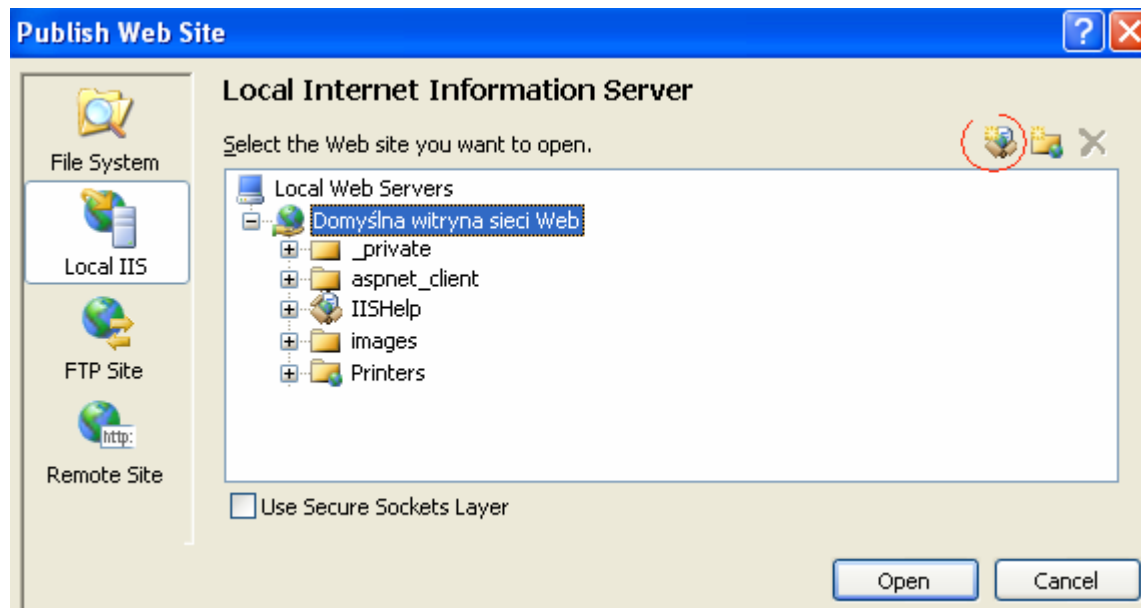 Publish Web Site
File System
Local IIS
FTP Site
http:
Remote Site
Local Internet Information Server
Select the Web site you want to open.
Local Web Servers
Domyślna witryna sieci Web
_private
aspnet_client
IISHelp
images
Printers
Use Secure Sockets Layer
Open Cancel